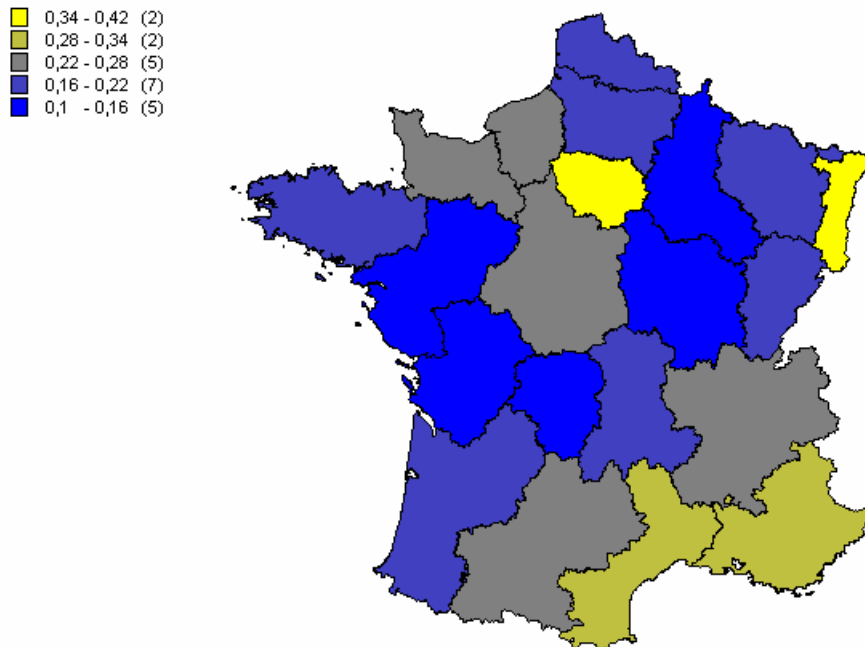 0,34 - 0,42 (2)
0,28 - 0,34 (2)
0,22 - 0,28 (5)
0,16 - 0,22 (7)
0,1 - 0,16 (5)